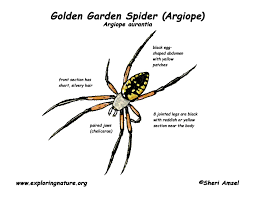 Golden Garden Spider (Argiope)
Argiope aurantia
black egg-
shaped abdomen
with yellow
patches
front section has
short, silvery hair
paired jaws
(chelicerae)
8 jointed legs are black
with reddish or yellow
section near the body
www.exploringnature.org
©Sheri Amsel